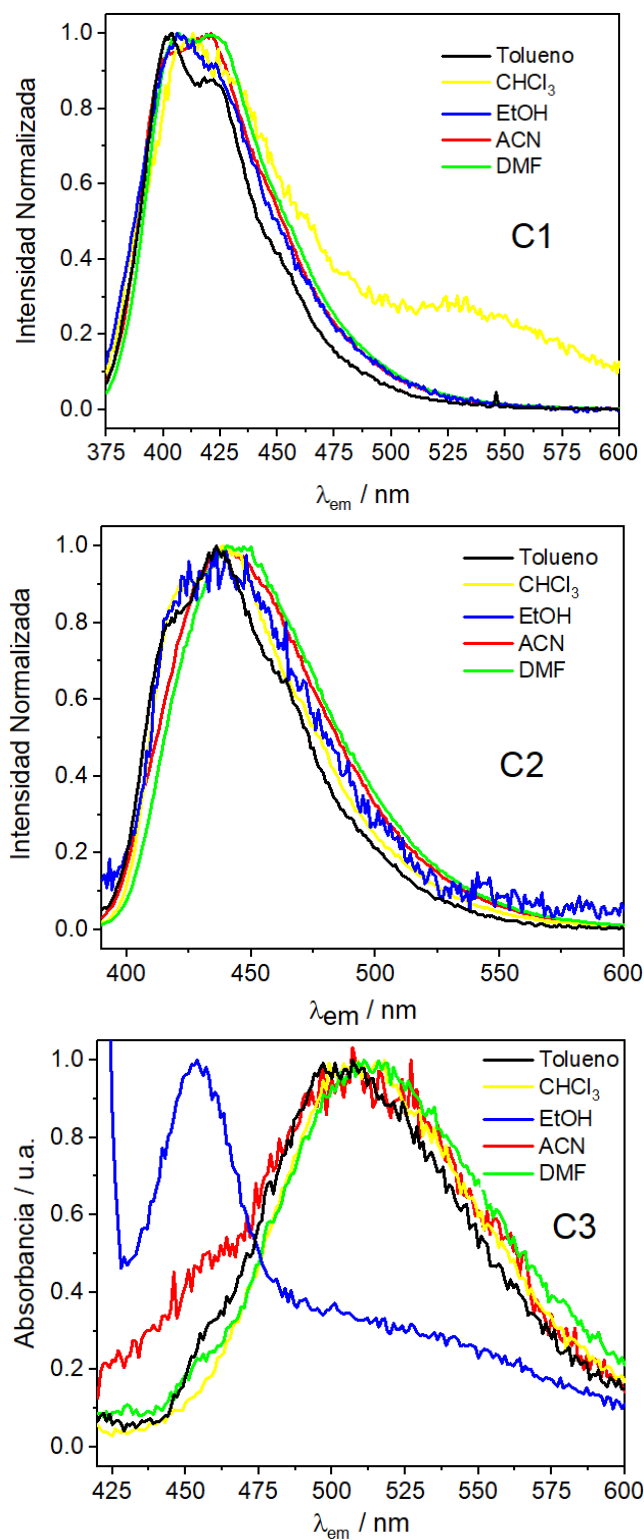 1.0
0.8
0.6
0.4
0.2
0.0
Intensidad Normalizada
Tolueno
CHCl₃
EtOH
ACN
DMF
C1
375 400 425 450 475 500 525 550 575 600
λem / nm
1.0
0.8
0.6
0.4
0.2
0.0
Intensidad Normalizada
Tolueno
CHCl₃
EtOH
ACN
DMF
C2
400 450 500 550 600
λem / nm
1.0
0.8
0.6
0.4
0.2
0.0
Absorbancia / u.a.
Tolueno
CHCl₃
EtOH
ACN
DMF
C3
425 450 475 500 525 550 575 600
λem / nm